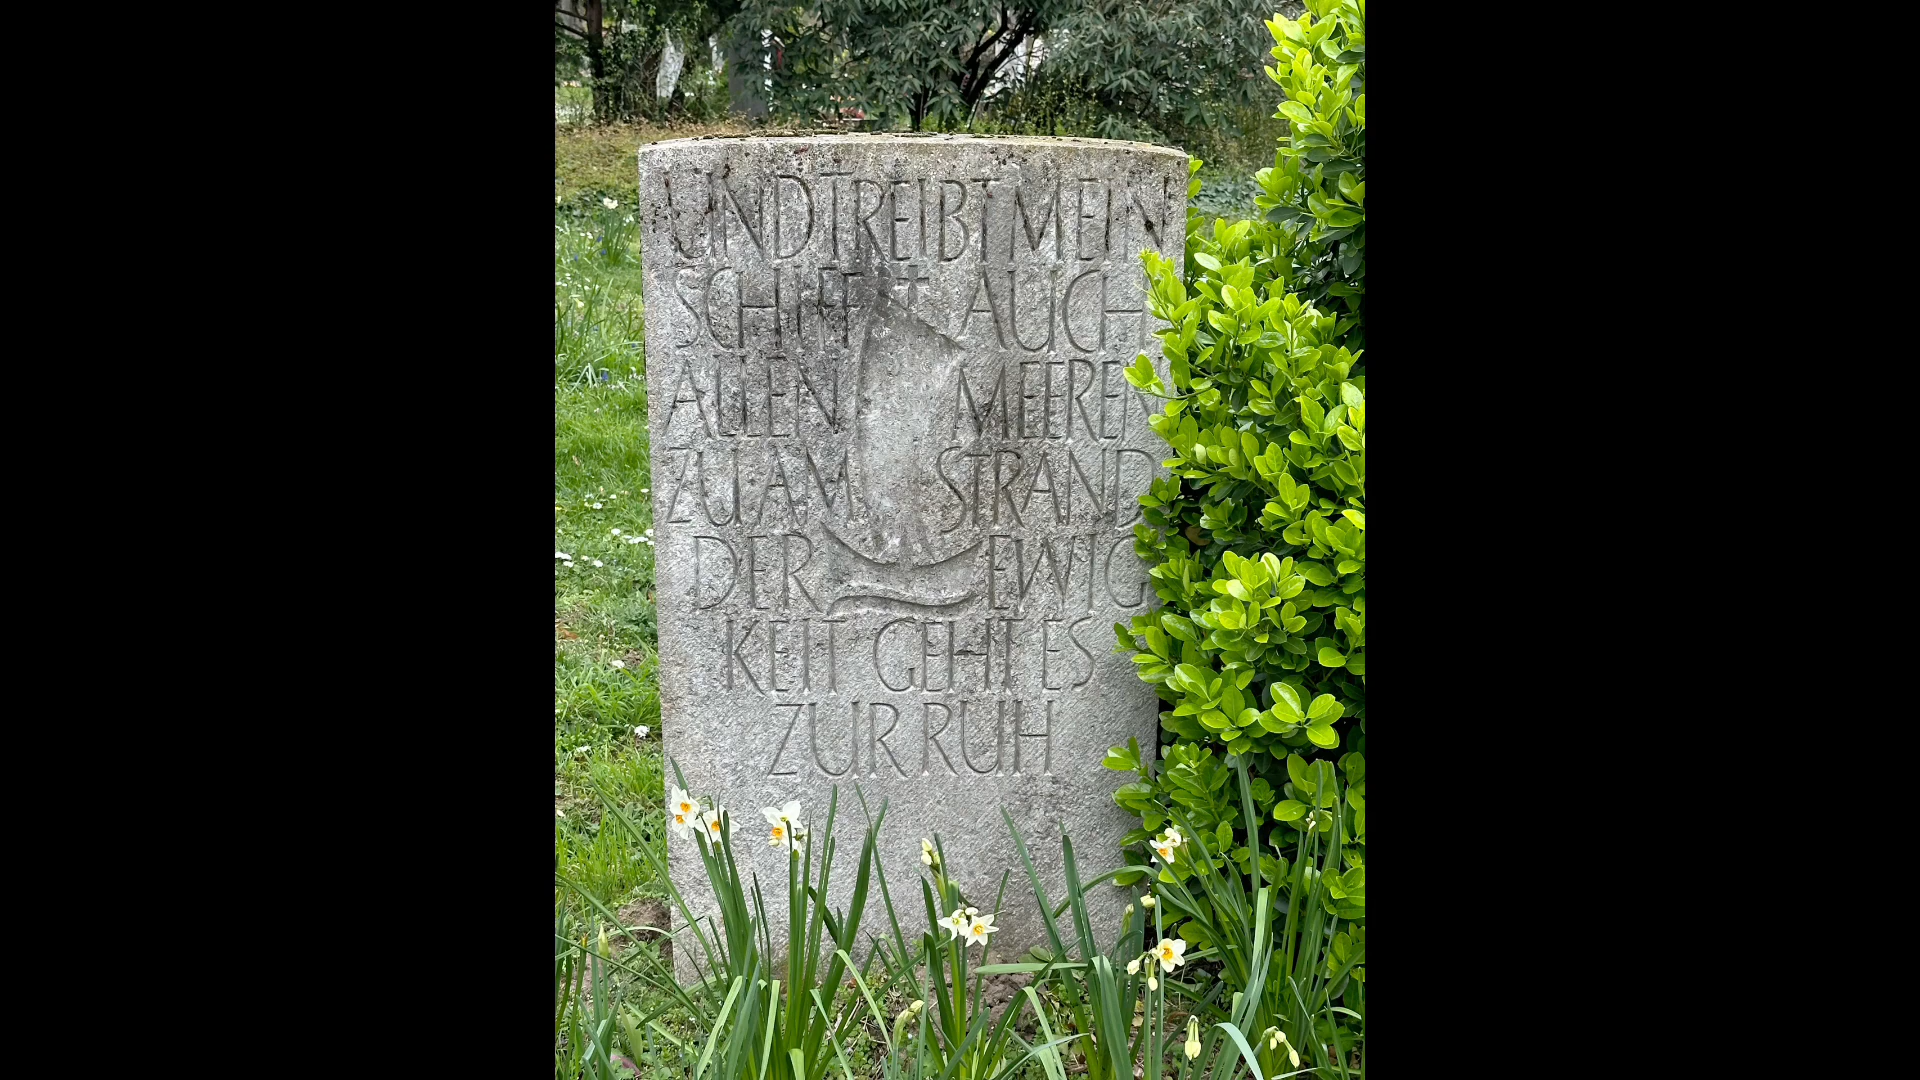 UND TREIBT MEIN
SCHIFF AUCH
ALLEN MEEREN
ZU AM STRAND
DER EWIG
KEIT GEHT ES
ZUR RUH